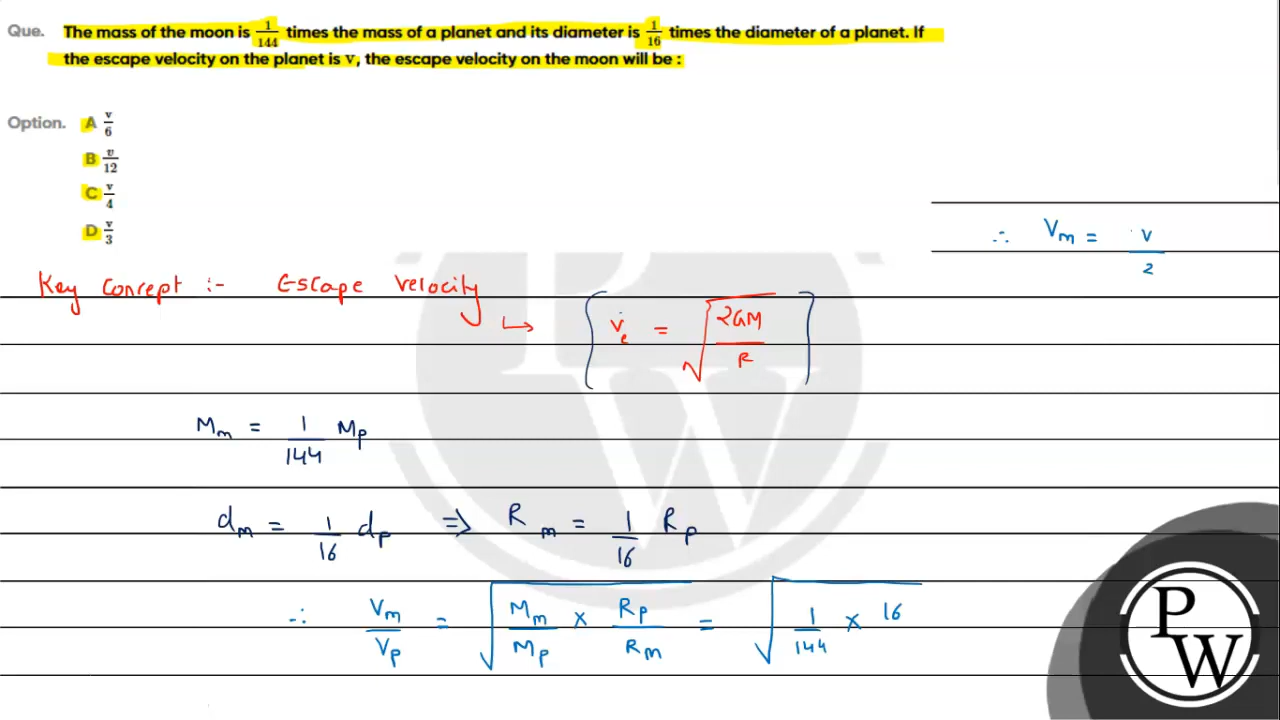 Que. The mass of the moon is 1/144 times the mass of a planet and its diameter is 1/16 times the diameter of a planet. If
the escape velocity on the planet is v, the escape velocity on the moon will be :
Option. A v/6
B v/12
C v/4
D v/3
∴ Vm = v/2
Key concept :- Escape velocity
↳ [ve = √(2GM/R)]
Mm = 1/144 Mp
dm = 1/16 dp ⇒ Rm = 1/16 Rp
∴ Vm/Vp = √(Mm/Mp × Rp/Rm) = √(1/144 × 16)
PW
PW